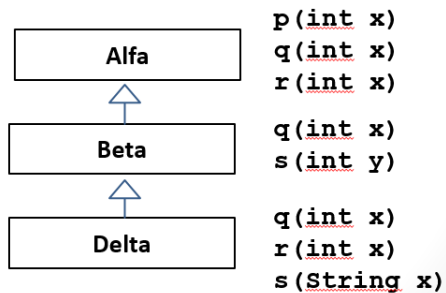 p(int x)
Alfa
q(int x)
r(int x)
q(int x)
Beta
s(int y)
q(int x)
Delta
r(int x)
s(String x)